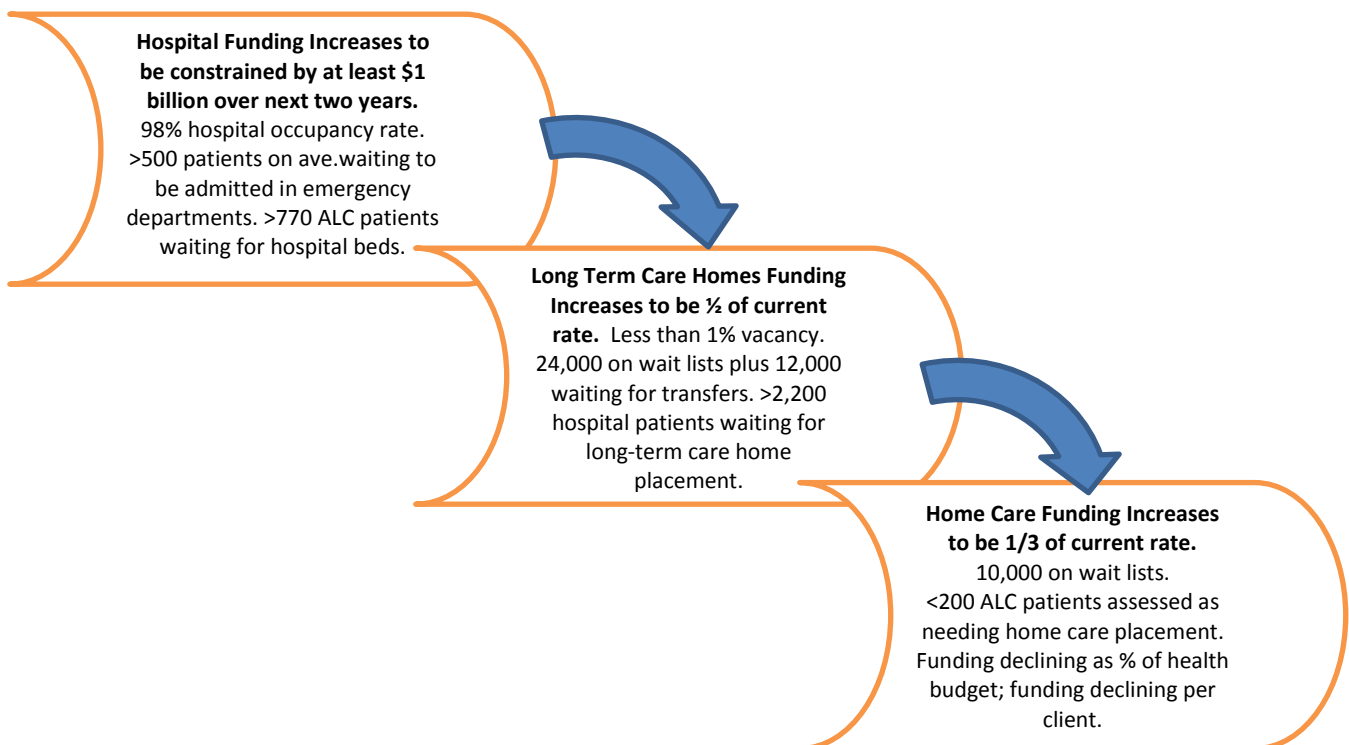 Hospital Funding Increases to
be constrained by at least $1
billion over next two years.
98% hospital occupancy rate.
>500 patients on ave.waiting to
be admitted in emergency
departments. >770 ALC patients
waiting for hospital beds.
Long Term Care Homes Funding
Increases to be ½ of current
rate.  Less than 1% vacancy.
24,000 on wait lists plus 12,000
waiting for transfers. >2,200
hospital patients waiting for
long-term care home
placement.
Home Care Funding Increases
to be 1/3 of current rate.
10,000 on wait lists.
<200 ALC patients assessed as
needing home care placement.
Funding declining as % of health
budget; funding declining per
client.